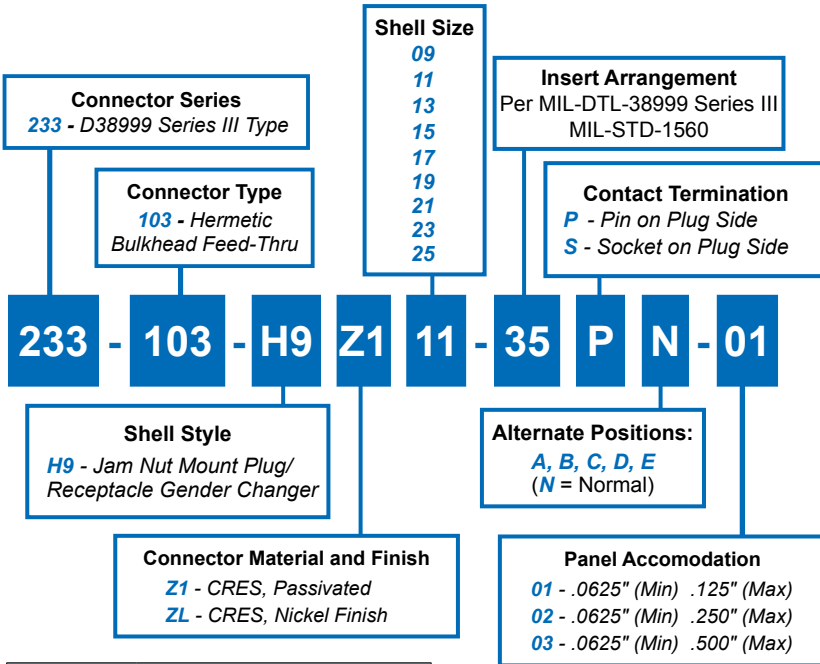 Shell Size
09
11
13
15
17
19
21
23
25
Connector Series
233 - D38999 Series III Type
Connector Type
103 - Hermetic
Bulkhead Feed-Thru
Insert Arrangement
Per MIL-DTL-38999 Series III
MIL-STD-1560
Contact Termination
P - Pin on Plug Side
S - Socket on Plug Side
233 - 103 - H9 Z1 11 - 35 P N - 01
Shell Style
H9 - Jam Nut Mount Plug/
Receptacle Gender Changer
Alternate Positions:
A, B, C, D, E
(N = Normal)
Connector Material and Finish
Z1 - CRES, Passivated
ZL - CRES, Nickel Finish
Panel Accomodation
01 - .0625" (Min) .125" (Max)
02 - .0625" (Min) .250" (Max)
03 - .0625" (Min) .500" (Max)